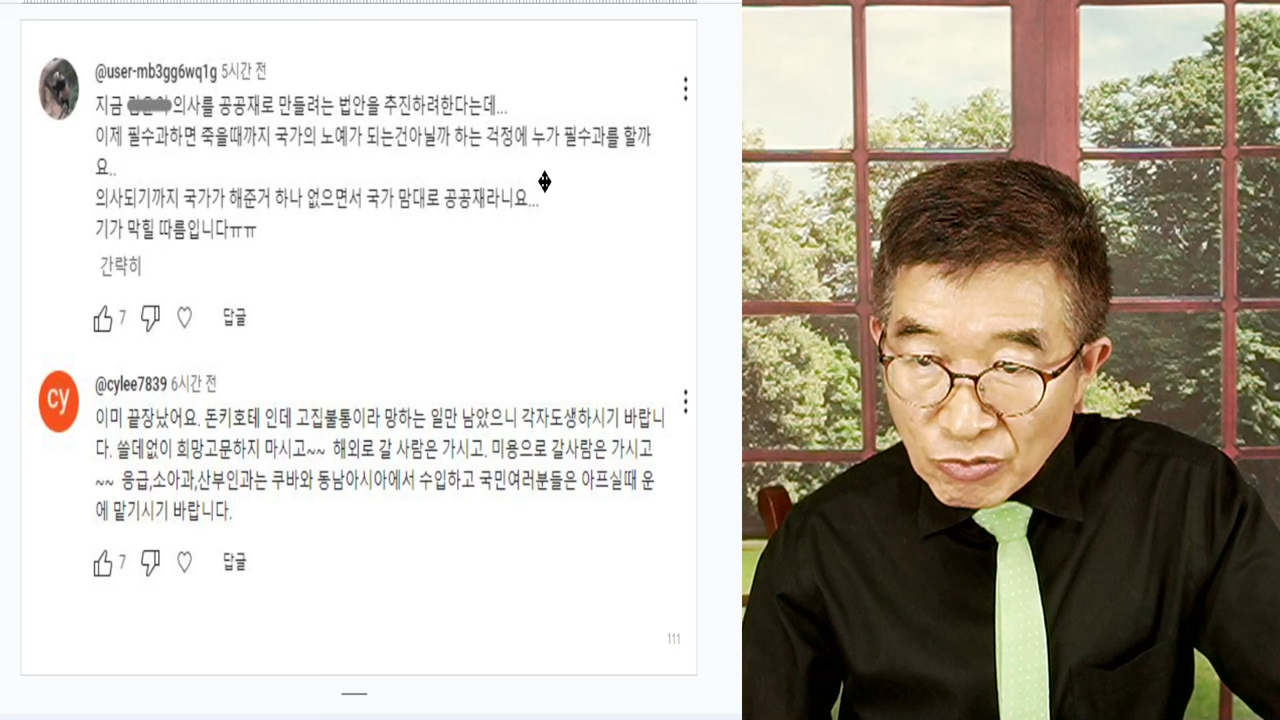 @user-mb3gg6wq1g 5시간 전
지금 의사를 공공재로 만들려는 법안을 추진하려한다는데...
이제 필수과하면 죽을때까지 국가의 노예가 되는건아닐까 하는 걱정에 누가 필수과를 할까
요..
의사되기까지 국가가 해준거 하나 없으면서 국가 맘대로 공공재라니요...
기가 막힐 따름입니다ㅠㅠ
간략히
7 답글
CY
@cylee7839 6시간 전
이미 끝장났어요. 돈키호테 인데 고집불통이라 망하는 일만 남았으니 각자도생하시기 바랍니
다. 쓸데없이 희망고문하지 마시고~~ 해외로 갈 사람은 가시고. 미용으로 갈사람은 가시고
~~ 응급,소아과,산부인과는 쿠바와 동남아시아에서 수입하고 국민여러분들은 아프실때 운
에 맡기시기 바랍니다.
7 답글
111